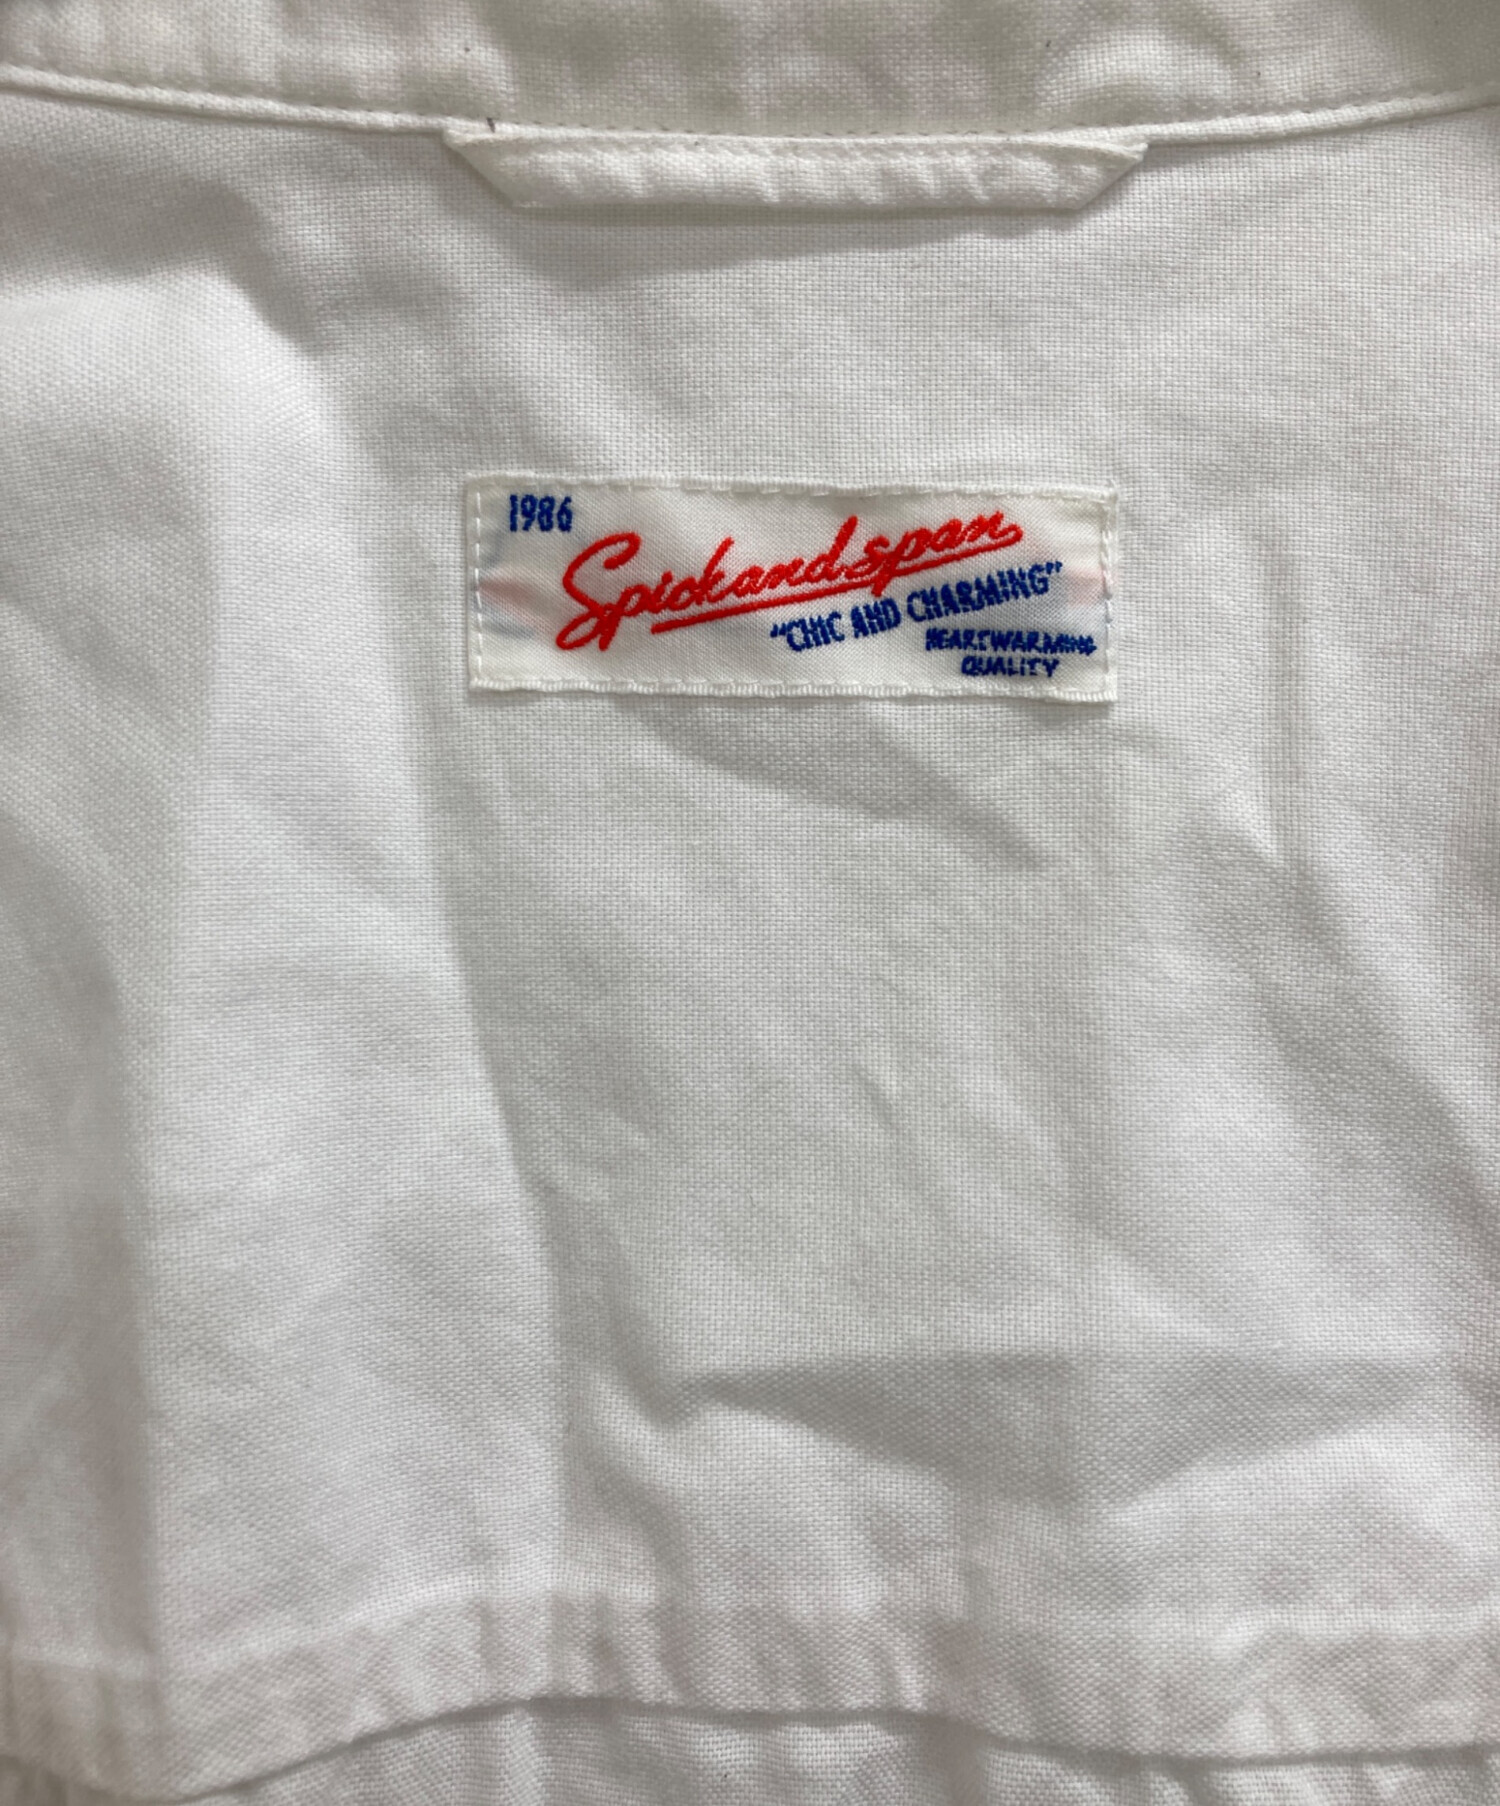 1986
Spickandspan
"CHIC AND CHARMING"
HEARTWARMING
QUALITY